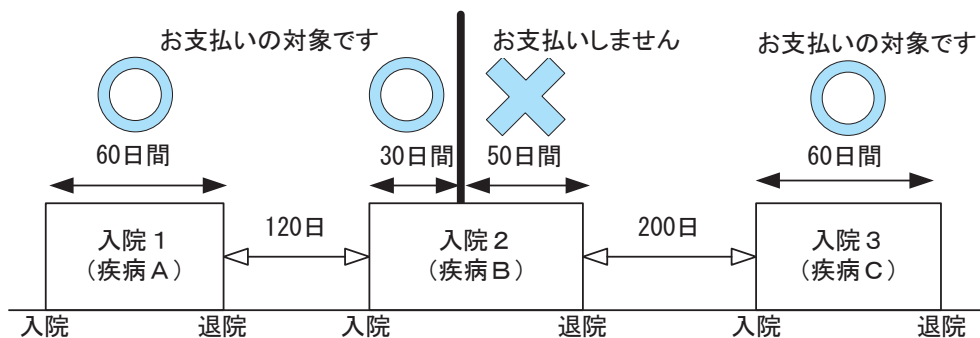 お支払いの対象です
お支払いしません
お支払いの対象です
60日間
30日間
50日間
60日間
入院1
(疾病A)
120日
入院2
(疾病B)
200日
入院3
(疾病C)
入院
退院
入院
退院
入院
退院